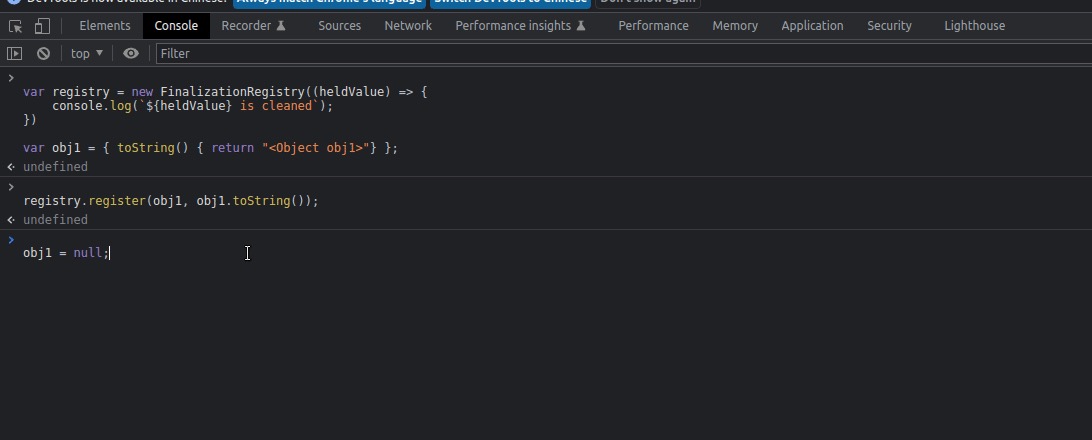 DevTools is now available in Chinese! Always match Chrome's language Switch DevTools to Chinese Don't show again
Elements Console Recorder Sources Network Performance insights Performance Memory Application Security Lighthouse
top ▼ Filter
>
var registry = new FinalizationRegistry((heldValue) => {
    console.log(`${heldValue} is cleaned`);
})
var obj1 = { toString() { return "<Object obj1>"} };
undefined
>
registry.register(obj1, obj1.toString());
undefined
>
obj1 = null;